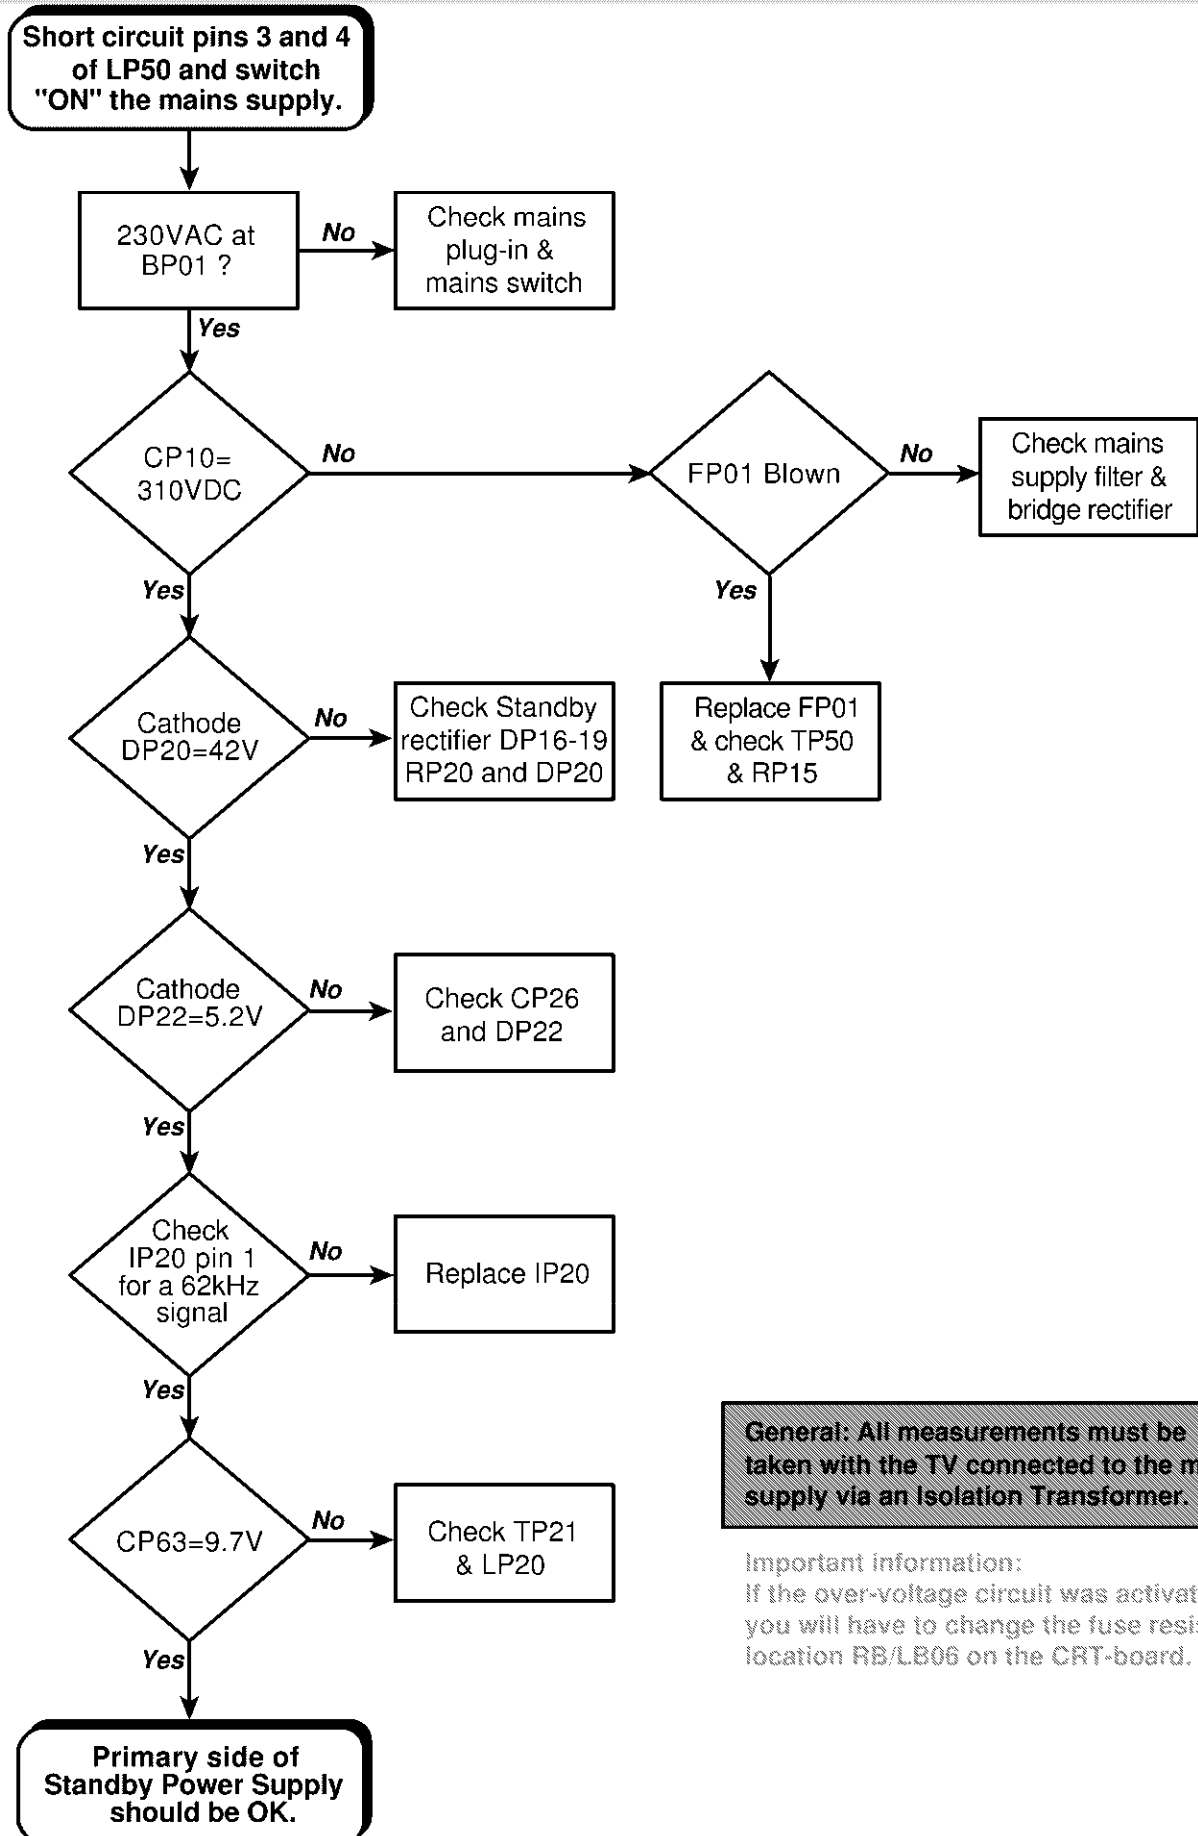 Short circuit pins 3 and 4
of LP50 and switch
"ON" the mains supply.
230VAC at
BP01 ?
No
Check mains
plug-in &
mains switch
Yes
CP10=
310VDC
No
FP01 Blown
No
Check mains
supply filter &
bridge rectifier
Yes
Yes
Cathode
DP20=42V
No
Check Standby
rectifier DP16-19
RP20 and DP20
Replace FP01
& check TP50
& RP15
Yes
Cathode
DP22=5.2V
No
Check CP26
and DP22
Yes
Check
IP20 pin 1
for a 62kHz
signal
No
Replace IP20
Yes
CP63=9.7V
No
Check TP21
& LP20
General: All measurements must be
taken with the TV connected to the
supply via an Isolation Transformer.
Important information:
If the over-voltage circuit was
you will have to change the fuse
location RB/LB06 on the CRT-board.
Yes
Primary side of
Standby Power Supply
should be OK.